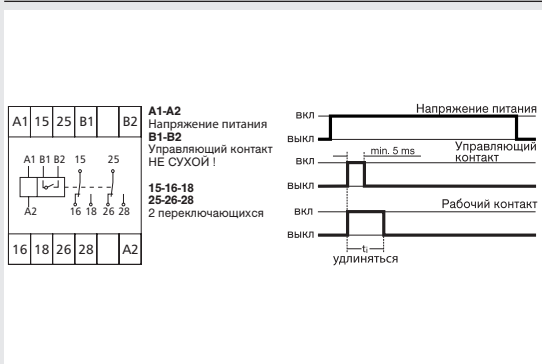 A1 15 25 B1 B2
A1 B1 B2 15 25
A2 16 18 26 28
16 18 26 28 A2
A1-A2
Напряжение питания
B1-B2
Управляющий контакт
НЕ СУХОЙ !
15-16-18
25-26-28
2 переключающихся
Напряжение питания
ВКЛ
ВЫКЛ
Управляющий
контакт
min. 5 ms
ВКЛ
ВЫКЛ
Рабочий контакт
ВКЛ
ВЫКЛ
ti
удлиняться